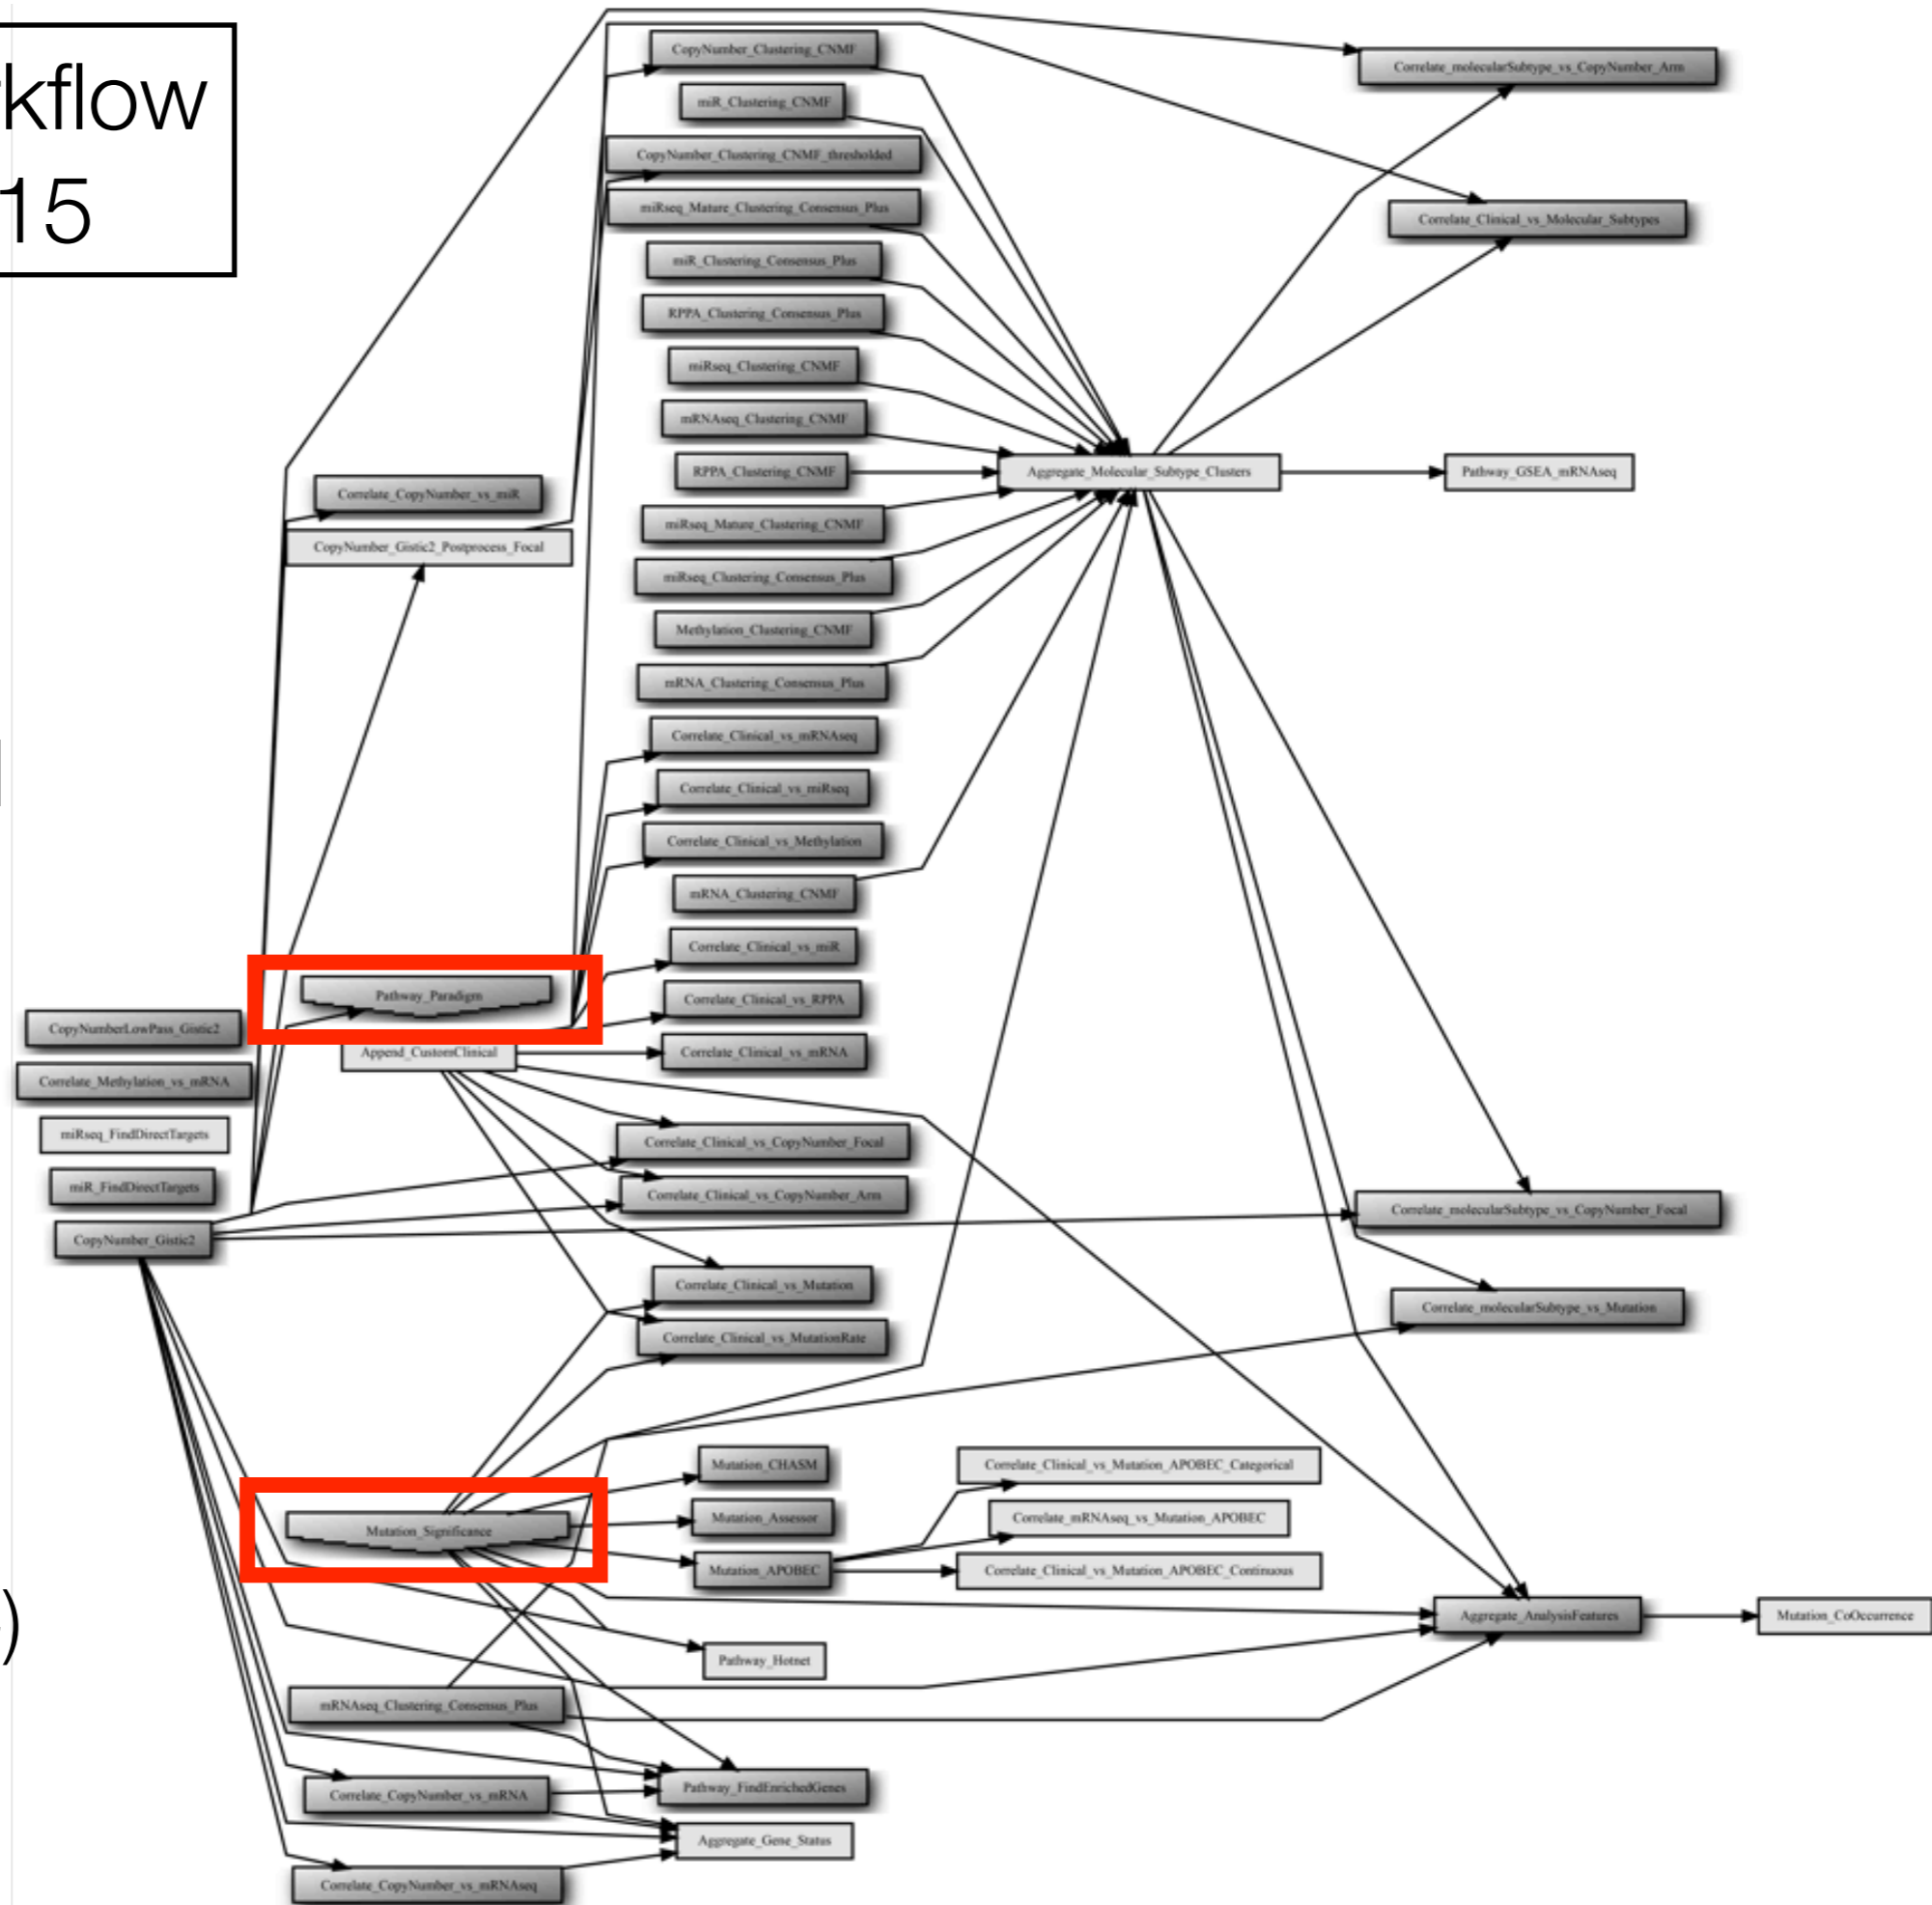 kflow
15
)
CopyNumber_Clustering_CNMF
miR_Clustering_CNMF
CopyNumber_Clustering_CNMF_thresholded
miRseq_Mature_Clustering_Consensus_Plus
miR_Clustering_Consensus_Plus
RPPA_Clustering_Consensus_Plus
miRseq_Clustering_CNMF
mRNAseq_Clustering_CNMF
RPPA_Clustering_CNMF
miRseq_Mature_Clustering_CNMF
miRseq_Clustering_Consensus_Plus
Methylation_Clustering_CNMF
mRNA_Clustering_Consensus_Plus
Correlate_Clinical_vs_mRNAseq
Correlate_Clinical_vs_miRseq
Correlate_Clinical_vs_Methylation
mRNA_Clustering_CNMF
Correlate_Clinical_vs_miR
Correlate_Clinical_vs_RPPA
Correlate_Clinical_vs_mRNA
Correlate_Clinical_vs_CopyNumber_Focal
Correlate_Clinical_vs_CopyNumber_Arm
Correlate_Clinical_vs_Mutation
Correlate_Clinical_vs_MutationRate
Correlate_molecularSubtype_vs_CopyNumber_Arm
Correlate_Clinical_vs_Molecular_Subtypes
Aggregate_Molecular_Subtype_Clusters
Pathway_GSEA_mRNAseq
Correlate_CopyNumber_vs_miR
CopyNumber_Gistic2_Postprocess_Focal
Pathway_Paradigm
Append_CustomClinical
CopyNumberLowPass_Gistic2
Correlate_Methylation_vs_mRNA
miRseq_FindDirectTargets
miR_FindDirectTargets
CopyNumber_Gistic2
Correlate_molecularSubtype_vs_CopyNumber_Focal
Correlate_molecularSubtype_vs_Mutation
Mutation_Significance
Mutation_CHASM
Mutation_Assessor
Mutation_APOBEC
Correlate_Clinical_vs_Mutation_APOBEC_Categorical
Correlate_mRNAseq_vs_Mutation_APOBEC
Correlate_Clinical_vs_Mutation_APOBEC_Continuous
Pathway_Hotnet
Aggregate_AnalysisFeatures
Mutation_CoOccurrence
mRNAseq_Clustering_Consensus_Plus
Correlate_CopyNumber_vs_mRNA
Pathway_FindEnrichedGenes
Aggregate_Gene_Status
Correlate_CopyNumber_vs_mRNAseq